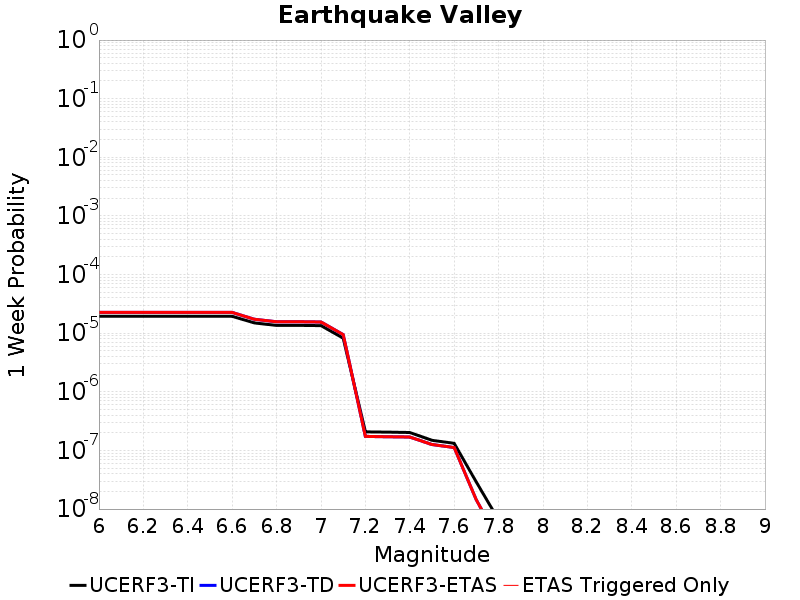 Earthquake Valley
10^0
10^-1
10^-2
10^-3
10^-4
10^-5
10^-6
10^-7
10^-8
1 Week Probability
6 6.2 6.4 6.6 6.8 7 7.2 7.4 7.6 7.8 8 8.2 8.4 8.6 8.8 9
Magnitude
UCERF3-TI UCERF3-TD UCERF3-ETAS ETAS Triggered Only